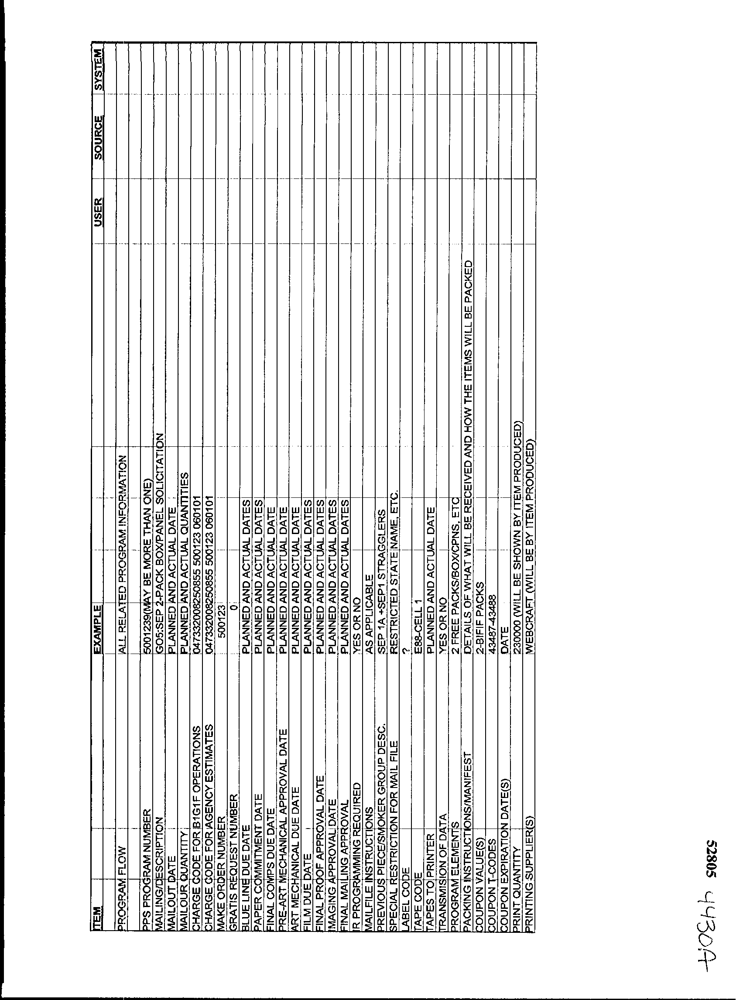 ITEM EXAMPLE USER SOURCE SYSTEM
PROGRAM FLOW ALL RELATED PROGRAM INFORMATION
PPS PROGRAM NUMBER 5001239(MAY BE MORE THAN ONE)
MAILING/DESCRIPTION GO5:SEP 2-PACK BOX/PANEL SOLICITATION
MAILOUT DATE PLANNED AND ACTUAL DATE
MAILOUR QUANTITY PLANNED AND ACTUAL QUANTITIES
CHARGE CODE FOR B1G1F OPERATIONS 047332008250855 500123 060101
CHARGE CODE FOR AGENCY ESTIMATES 047332008250855 500123 060101
MAKE ORDER NUMBER 500123
GRATIS REQUEST NUMBER 0
BLUE LINE DUE DATE PLANNED AND ACTUAL DATES
PAPER COMMITMENT DATE PLANNED AND ACTUAL DATES
FINAL COMPS DUE DATE PLANNED AND ACTUAL DATE
PRE-ART MECHANICAL APPROVAL DATE PLANNED AND ACTUAL DATE
ART MECHANICAL DUE DATE PLANNED AND ACTUAL DATE
FILM DUE DATE PLANNED AND ACTUAL DATES
FINAL PROOF APPROVAL DATE PLANNED AND ACTUAL DATES
IMAGING APPROVAL DATE PLANNED AND ACTUAL DATES
FINAL MAILING APPROVAL PLANNED AND ACTUAL DATES
IR PROGRAMMING REQUIRED YES OR NO
MAILFILE INSTRUCTIONS AS APPLICABLE
PREVIOUS PIECE/SMOKER GROUP DESC. SEP 1A +SEP1 STRAGGLERS
SPECIAL RESTRICTION FOR MAIL FILE RESTRICTED STATE NAME, ETC.
LABEL CODE ?
TAPE CODE E88-CELL 1
TAPES TO PRINTER PLANNED AND ACTUAL DATE
TRANSMISION OF DATA YES OR NO
PROGRAM ELEMENTS 2 FREE PACKS/BOX/CPNS, ETC
PACKING INSTRUCTIONS/MANIFEST DETAILS OF WHAT WILL BE RECEIVED AND HOW THE ITEMS WILL BE PACKED
COUPON VALUE(S) 2-BIFIF PACKS
COUPON T-CODES 43487-43488
COUPON EXPIRATION DATE(S) DATE
PRINT QUANTITY 230000 (WILL BE SHOWN BY ITEM PRODUCED)
PRINTING SUPPLIER(S) WEBCRAFT (WILL BE BY ITEM PRODUCED)
52805 4430A